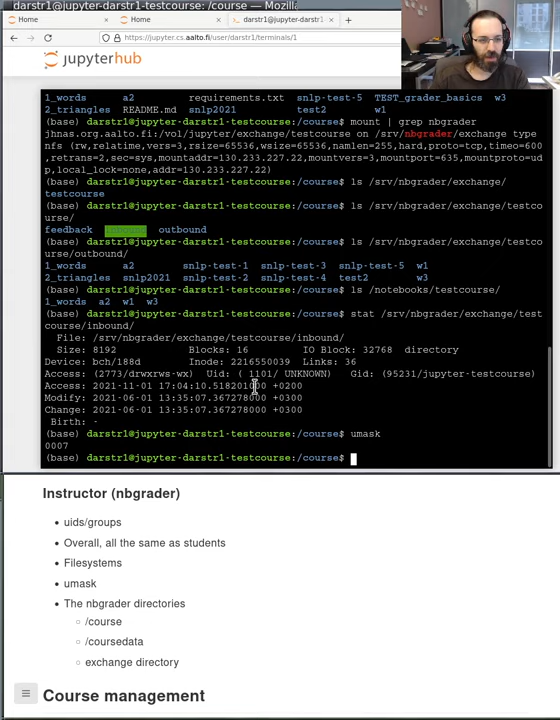 darstr1@jupyter-darstr1-testcourse: /course — Mozilla
Home × Home × darstr1@jupyter-darstr1-testc ×
https://jupyter.cs.aalto.fi/user/darstr1/terminals/1
jupyterhub
1_words a2 requirements.txt snlp-test-5 TEST_grader_basics w3
2_triangles README.md snlp2021 test2 w1
(base) darstr1@jupyter-darstr1-testcourse:/course$ mount | grep nbgrader
jhnas.org.aalto.fi:/vol/jupyter/exchange/testcourse on /srv/nbgrader/exchange type
nfs (rw,relatime,vers=3,rsize=65536,wsize=65536,namlen=255,hard,proto=tcp,timeo=600
,retrans=2,sec=sys,mountaddr=130.233.227.22,mountvers=3,mountport=635,mountproto=ud
p,local_lock=none,addr=130.233.227.22)
(base) darstr1@jupyter-darstr1-testcourse:/course$ ls /srv/nbgrader/exchange/
testcourse
(base) darstr1@jupyter-darstr1-testcourse:/course$ ls /srv/nbgrader/exchange/testco
urse/
feedback inbound outbound
(base) darstr1@jupyter-darstr1-testcourse:/course$ ls /srv/nbgrader/exchange/testco
urse/outbound/
1_words a2 snlp-test-1 snlp-test-3 snlp-test-5 w1
2_triangles snlp2021 snlp-test-2 snlp-test-4 test2 w3
(base) darstr1@jupyter-darstr1-testcourse:/course$ ls /notebooks/testcourse/
1_words a2 w1 w3
(base) darstr1@jupyter-darstr1-testcourse:/course$ stat /srv/nbgrader/exchange/test
course/inbound/
File: /srv/nbgrader/exchange/testcourse/inbound/
Size: 8192 Blocks: 16 IO Block: 32768 directory
Device: bch/188d Inode: 2216550039 Links: 36
Access: (2773/drwxrws-wx) Uid: ( 1101/ UNKNOWN) Gid: (95231/jupyter-testcourse)
Access: 2021-11-01 17:04:10.518201000 +0200
Modify: 2021-06-01 13:35:07.367278000 +0300
Change: 2021-06-01 13:35:07.367278000 +0300
Birth: -
(base) darstr1@jupyter-darstr1-testcourse:/course$ umask
0007
(base) darstr1@jupyter-darstr1-testcourse:/course$
Instructor (nbgrader)
• uids/groups
• Overall, all the same as students
• Filesystems
• umask
• The nbgrader directories
◦ /course
◦ /coursedata
◦ exchange directory
Course management